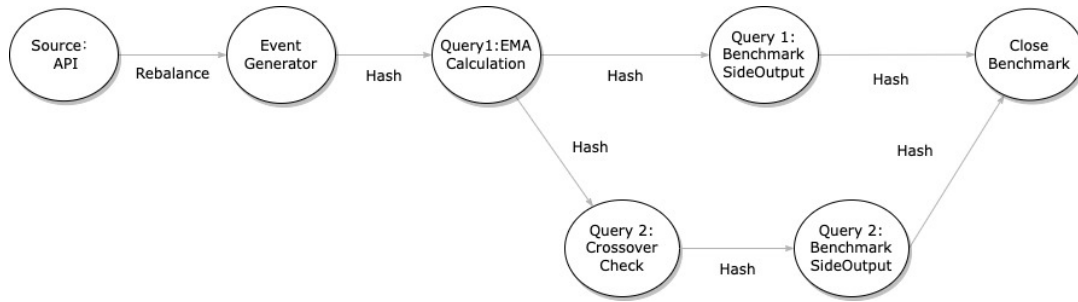 Source:
API
Rebalance
Event
Generator
Hash
Query1:EMA
Calculation
Hash
Query 1:
Benchmark
SideOutput
Hash
Close
Benchmark
Hash
Query 2:
Crossover
Check
Hash
Query 2:
Benchmark
SideOutput
Hash